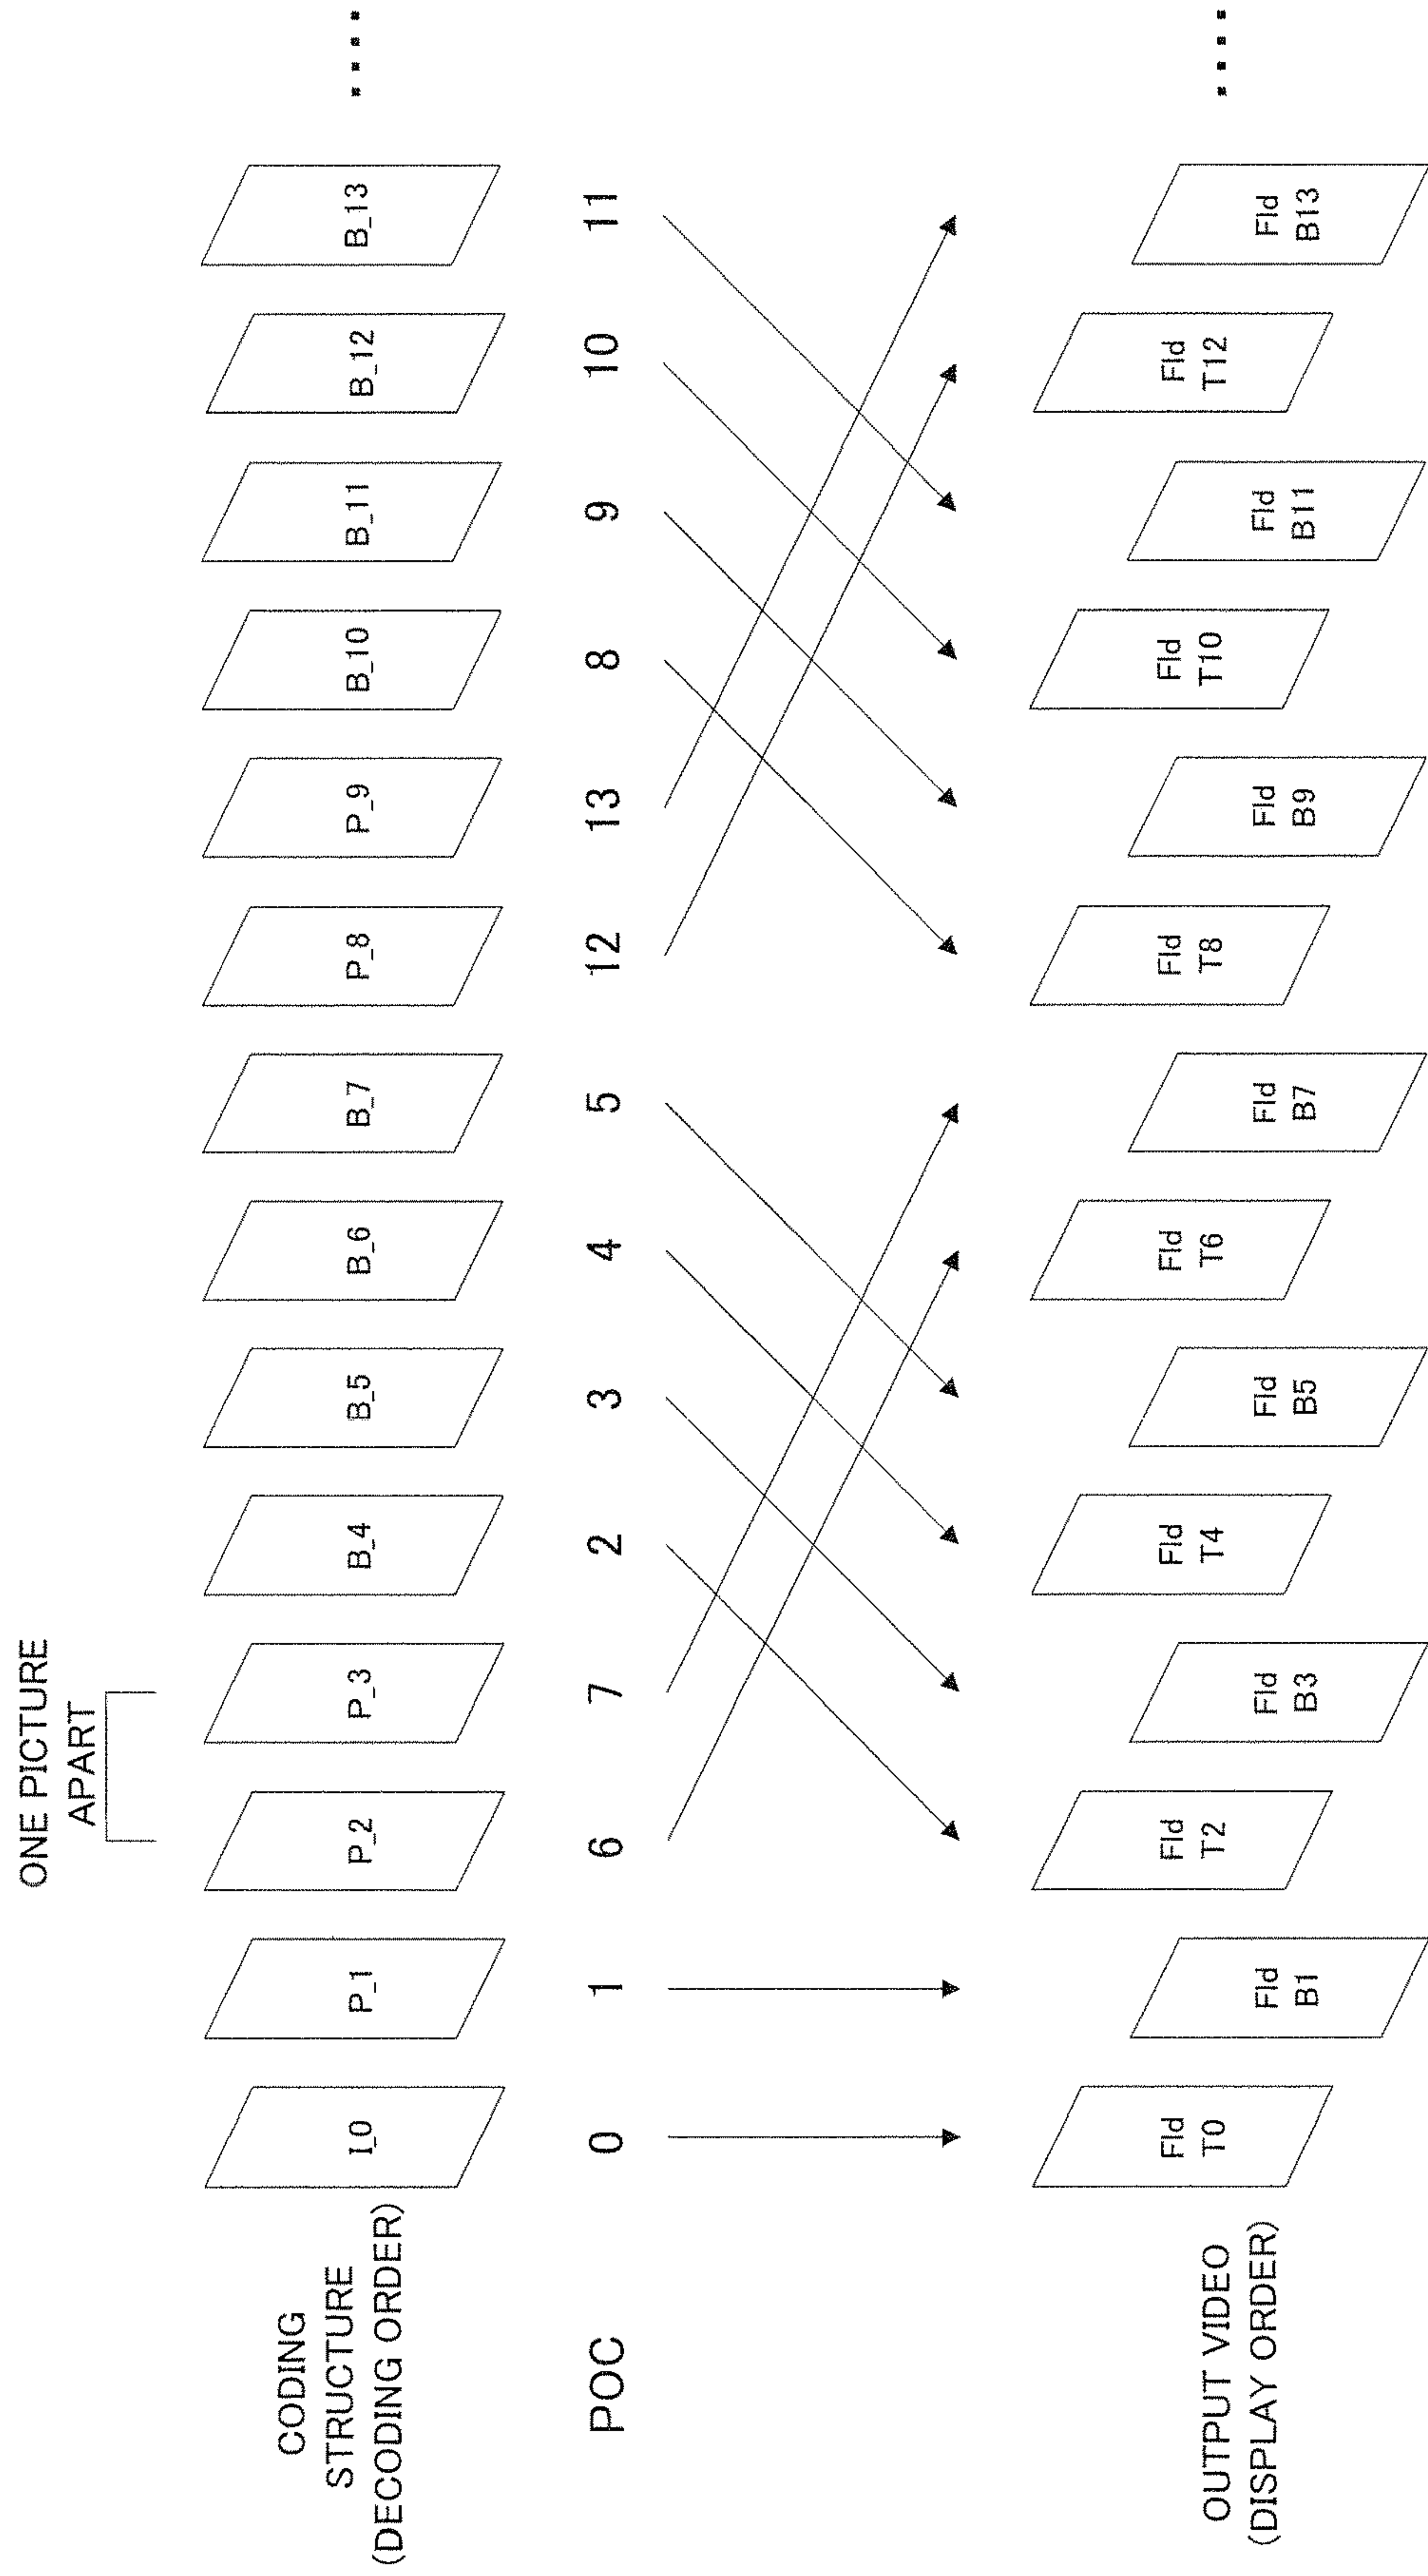 ONE PICTURE
APART
CODING
STRUCTURE
(DECODING ORDER)
I_0
P_1
P_2
P_3
B_4
B_5
B_6
B_7
P_8
P_9
B_10
B_11
B_12
B_13
POC
0
1
6
7
2
3
4
5
12
13
8
9
10
11
OUTPUT VIDEO
(DISPLAY ORDER)
Fld
T0
Fld
B1
Fld
T2
Fld
B3
Fld
T4
Fld
B5
Fld
T6
Fld
B7
Fld
T8
Fld
B9
Fld
T10
Fld
B11
Fld
T12
Fld
B13